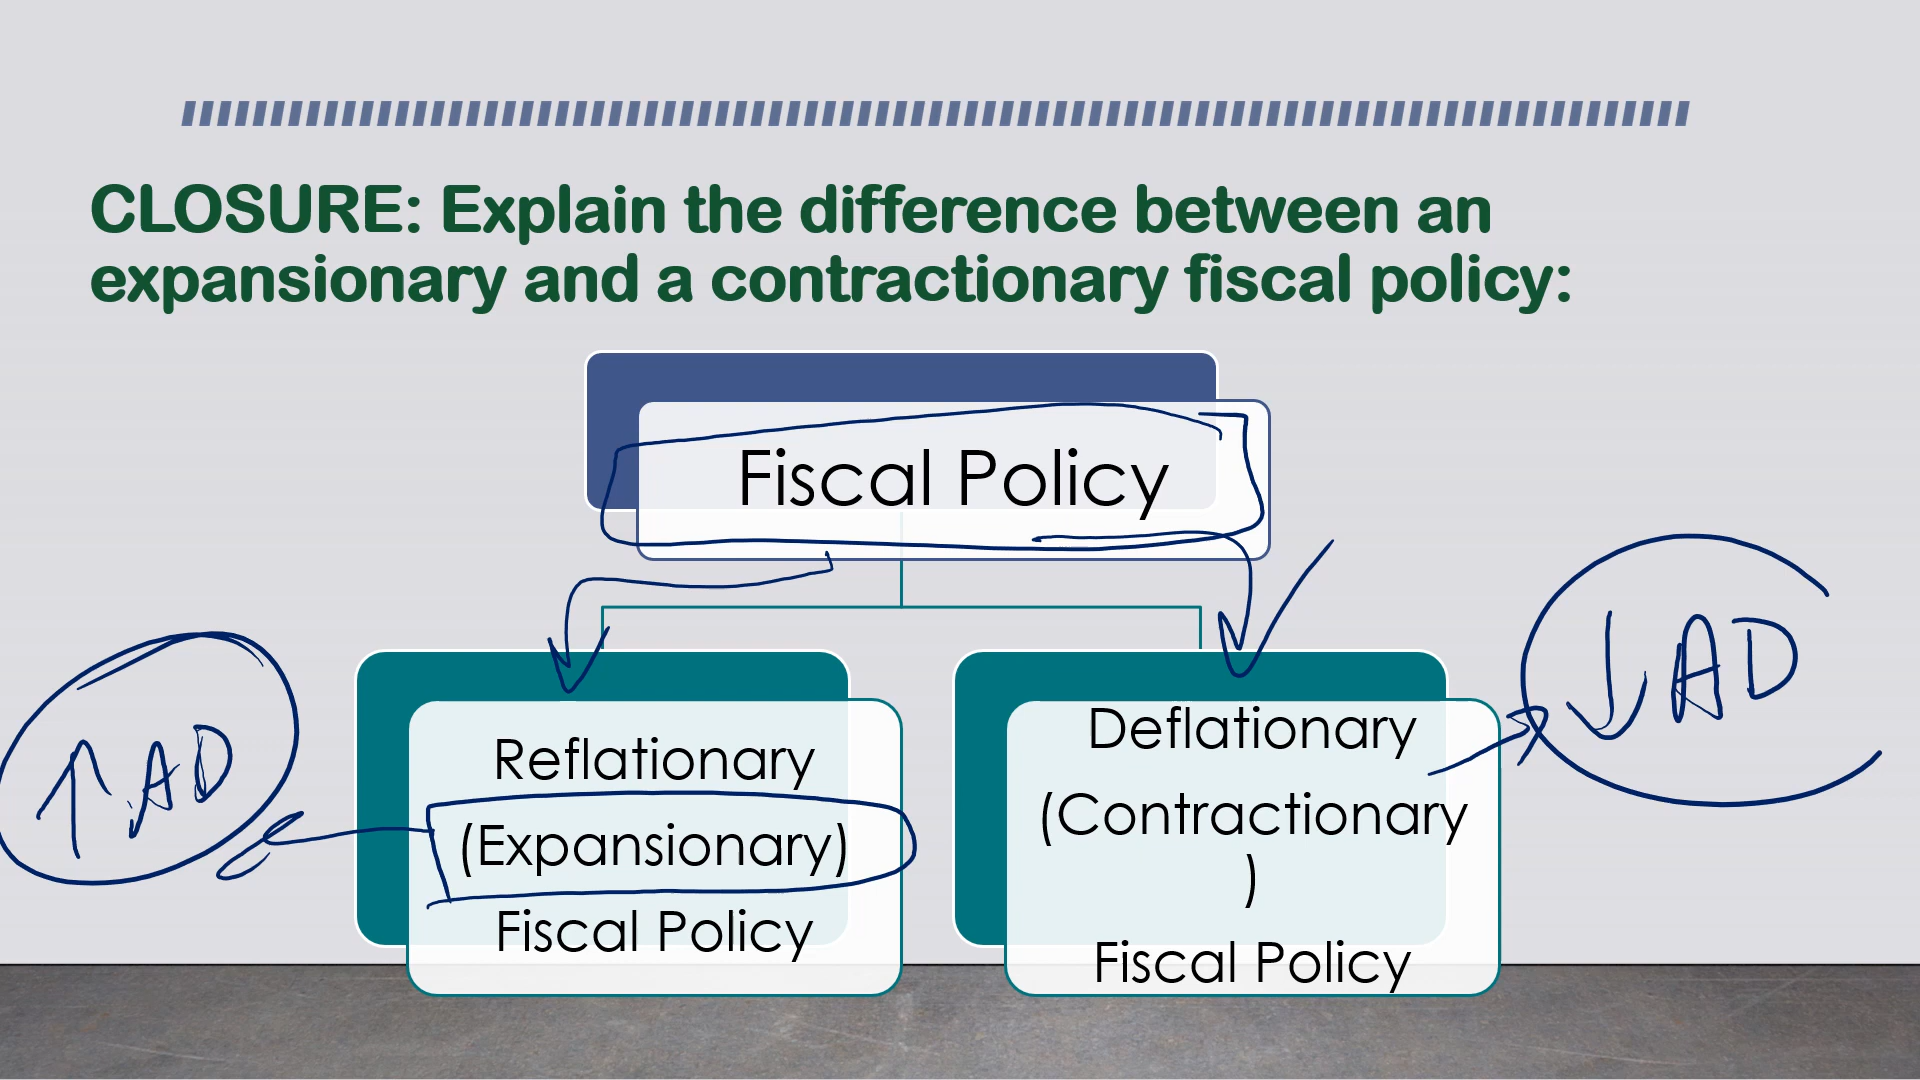 CLOSURE: Explain the difference between an
expansionary and a contractionary fiscal policy:
Fiscal Policy
Reflationary
(Expansionary)
Fiscal Policy
Deflationary
(Contractionary
)
Fiscal Policy
↑ AD
↓ AD